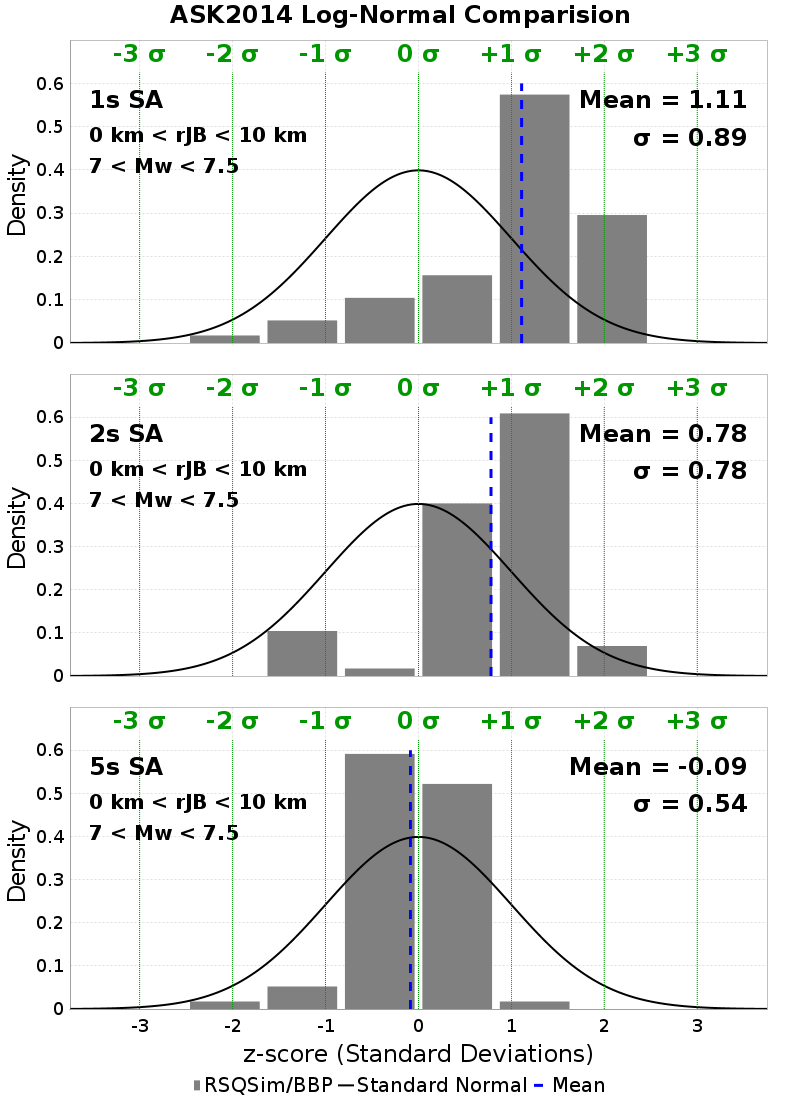 ASK2014 Log-Normal Comparision
-3 σ -2 σ -1 σ 0 σ +1 σ +2 σ +3 σ
0.6
0.5
0.4
0.3
0.2
0.1
0
Density
1s SA
0 km < rJB < 10 km
7 < Mw < 7.5
Mean = 1.11
σ = 0.89
-3 σ -2 σ -1 σ 0 σ +1 σ +2 σ +3 σ
0.6
0.5
0.4
0.3
0.2
0.1
0
Density
2s SA
0 km < rJB < 10 km
7 < Mw < 7.5
Mean = 0.78
σ = 0.78
-3 σ -2 σ -1 σ 0 σ +1 σ +2 σ +3 σ
0.6
0.5
0.4
0.3
0.2
0.1
0
Density
5s SA
0 km < rJB < 10 km
7 < Mw < 7.5
Mean = -0.09
σ = 0.54
-3 -2 -1 0 1 2 3
z-score (Standard Deviations)
RSQSim/BBP Standard Normal Mean